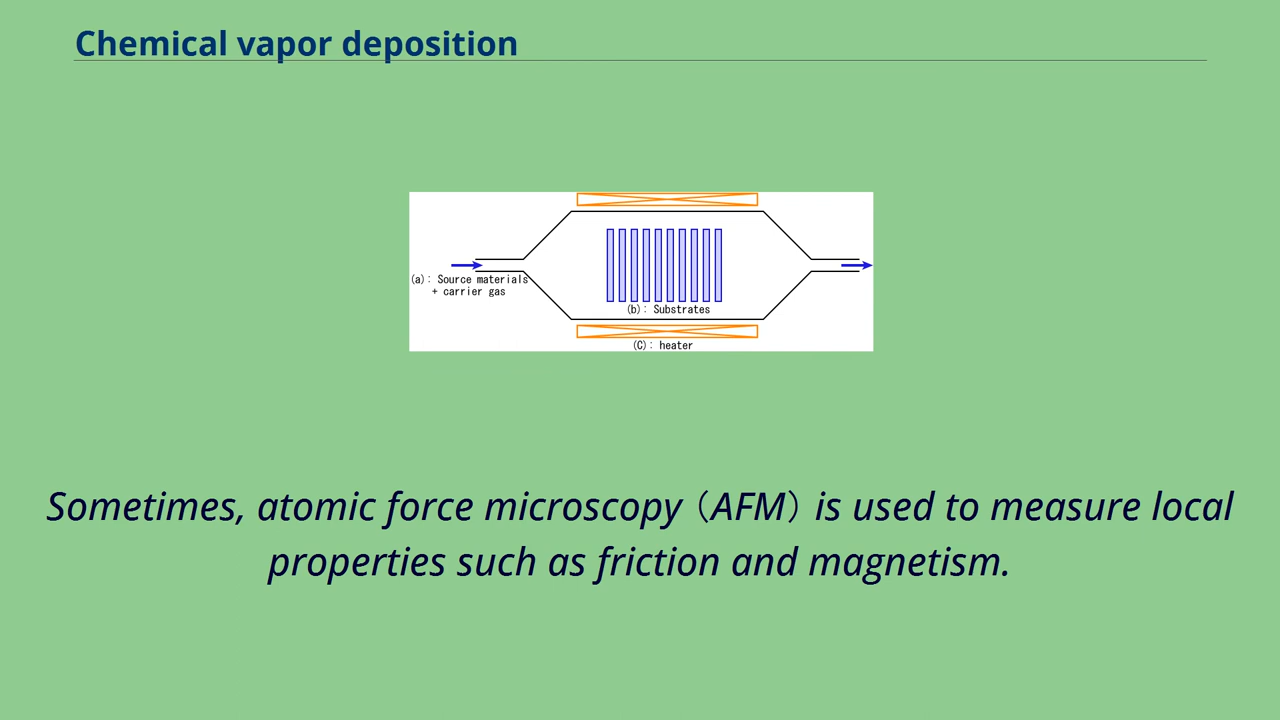 Chemical vapor deposition
(a): Source materials
+ carrier gas
(b): Substrates
(C): heater
Sometimes, atomic force microscopy（AFM）is used to measure local
properties such as friction and magnetism.